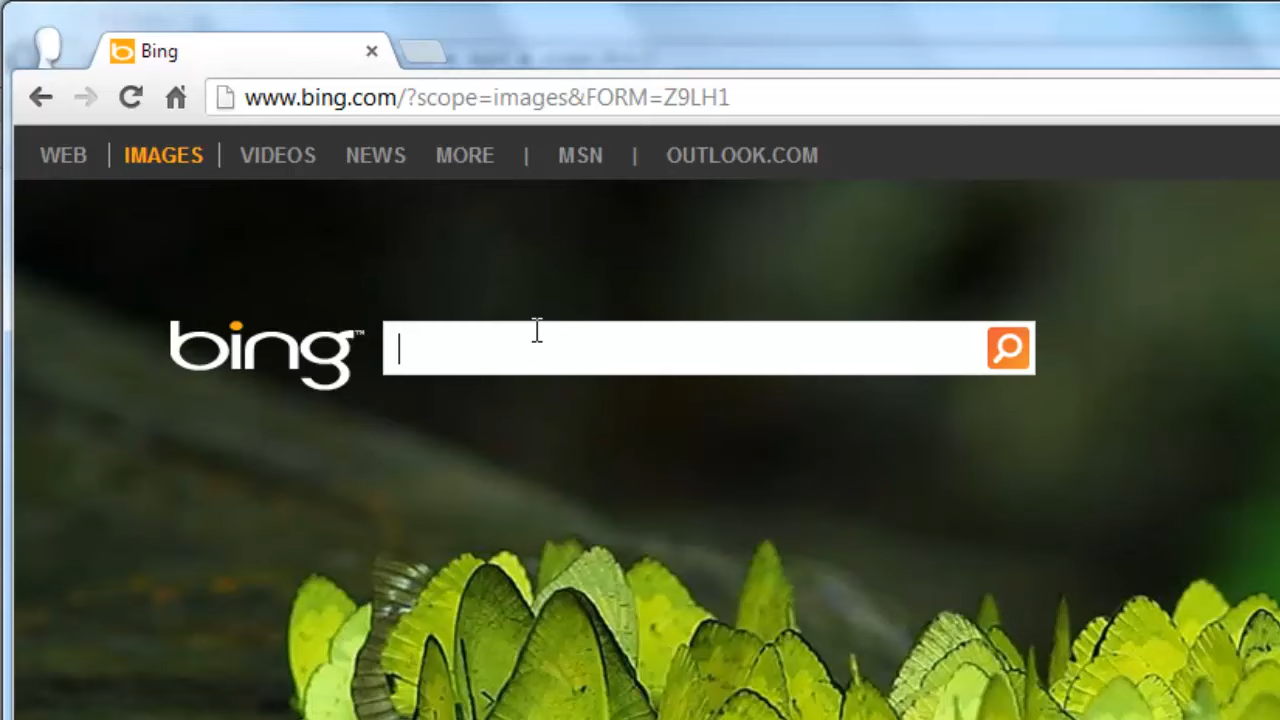 Bing
www.bing.com/?scope=images&FORM=Z9LH1
WEB | IMAGES | VIDEOS NEWS MORE | MSN | OUTLOOK.COM
bing™